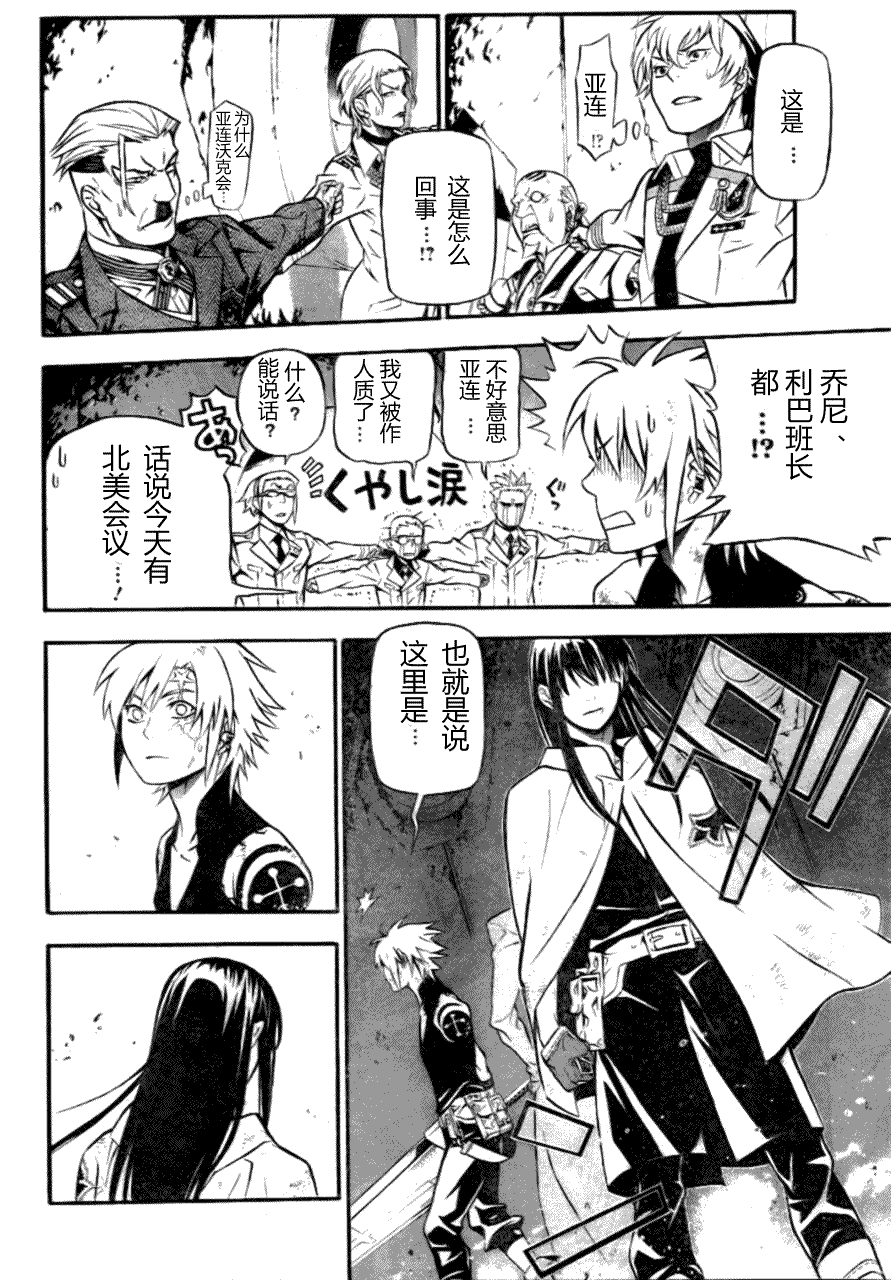 这是…
亚连
!?
这是怎么
回事…!?
为什么
亚连沃克会…
乔尼、
利巴班长
都…!?
不好意思
亚连…
我又被作
人质了…
什么？
能说话？
あっ
くやし涙
ぐっ
话说今天有
北美会议…!
也就是说
这里是…
ダ